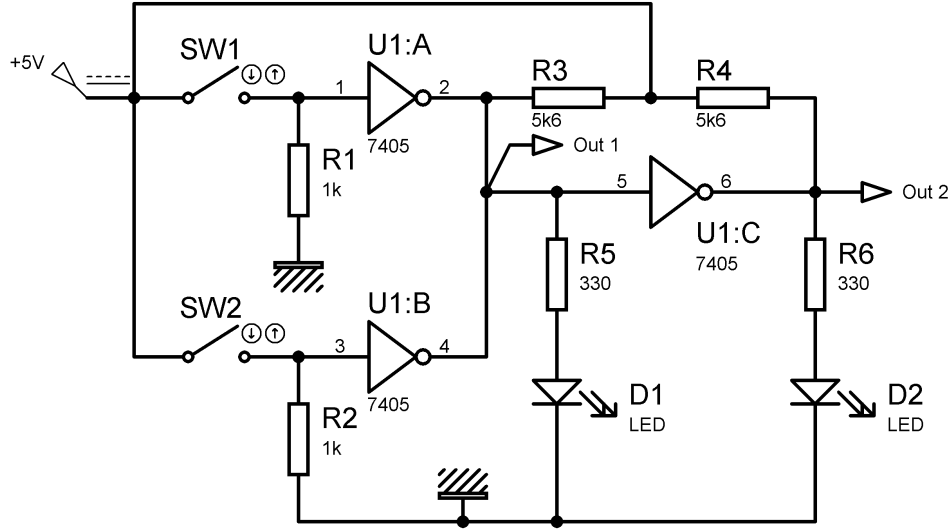 +5V
SW1
U1:A
1
2
7405
R1
1k
R3
5k6
R4
5k6
Out 1
5
6
U1:C
7405
Out 2
R5
330
R6
330
SW2
U1:B
3
4
7405
R2
1k
D1
LED
D2
LED